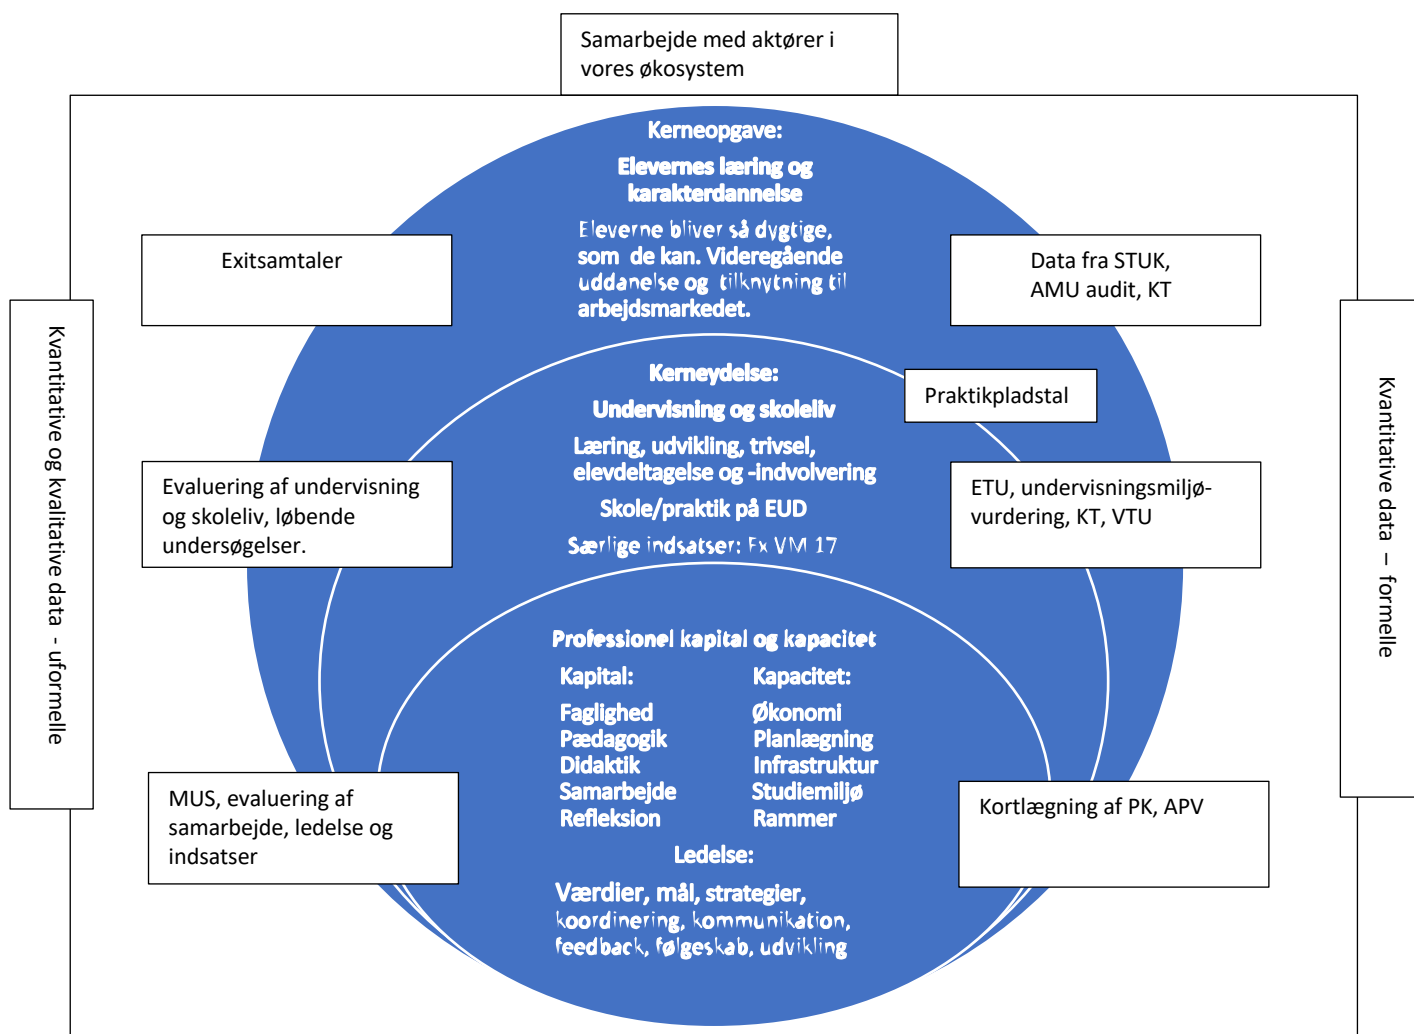 Samarbejde med aktører i
vores økosystem
Kerneopgave:
Elevernes læring og
karakterdannelse
Eleverne bliver så dygtige,
som de kan. Videregående
uddanelse og tilknytning til
arbejdsmarkedet.
Exitsamtaler
Data fra STUK,
AMU audit, KT
Kvantitative og kvalitative data - uformelle
Kvantitative data – formelle
Kerneydelse:
Undervisning og skoleliv
Læring, udvikling, trivsel,
elevdeltagelse og -indvolvering
Skole/praktik på EUD
Særlige indsatser: Fx VM 17
Praktikpladstal
Evaluering af undervisning
og skoleliv, løbende
undersøgelser.
ETU, undervisningsmiljø-
vurdering, KT, VTU
Professionel kapital og kapacitet
Kapital: Kapacitet:
Faglighed Økonomi
Pædagogik Planlægning
Didaktik Infrastruktur
Samarbejde Studiemiljø
Refleksion Rammer
MUS, evaluering af
samarbejde, ledelse og
indsatser
Kortlægning af PK, APV
Ledelse:
Værdier, mål, strategier,
koordinering, kommunikation,
feedback, følgeskab, udvikling